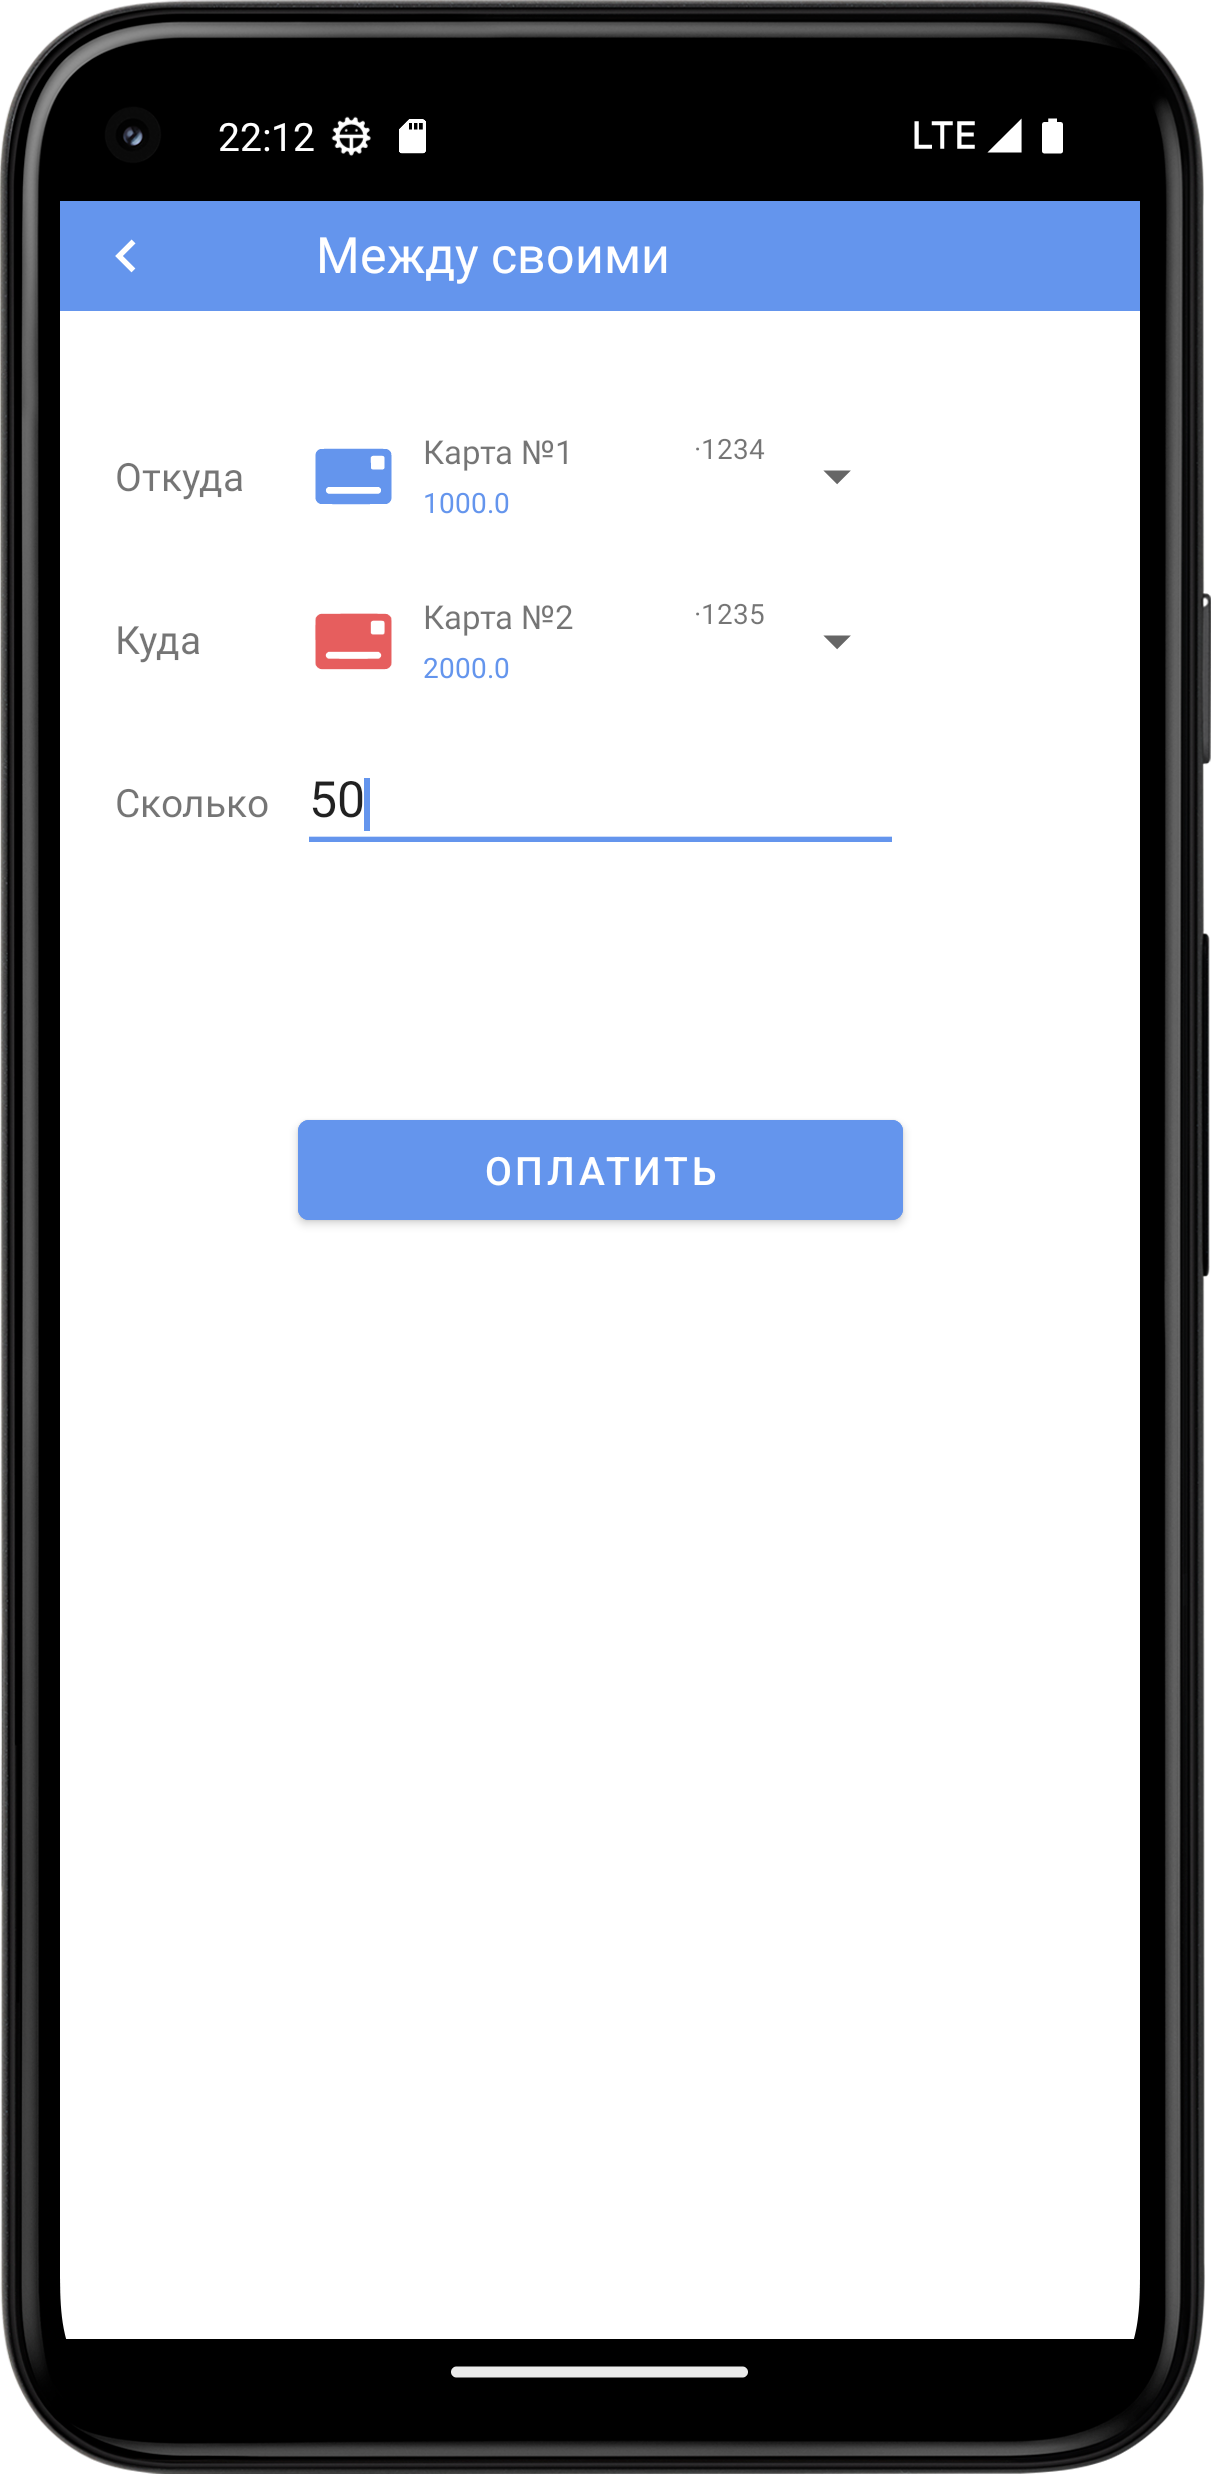 22:12 LTE
Между своими
Откуда
Карта №1 ·1234
1000.0
Куда
Карта №2 ·1235
2000.0
Сколько 50
ОПЛАТИТЬ